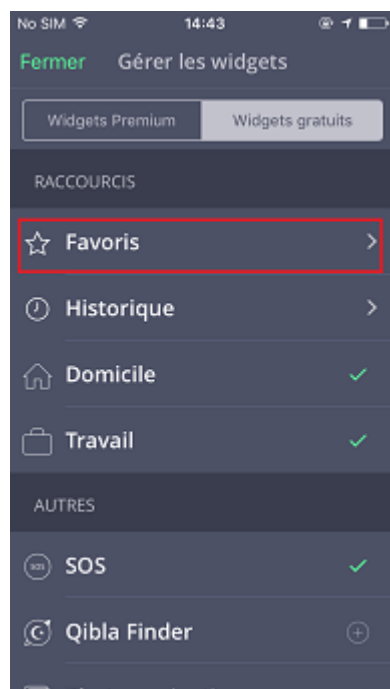 No SIM 14:43
Fermer Gérer les widgets
Widgets Premium Widgets gratuits
RACCOURCIS
Favoris
Historique
Domicile
Travail
AUTRES
SOS SOS
Qibla Finder